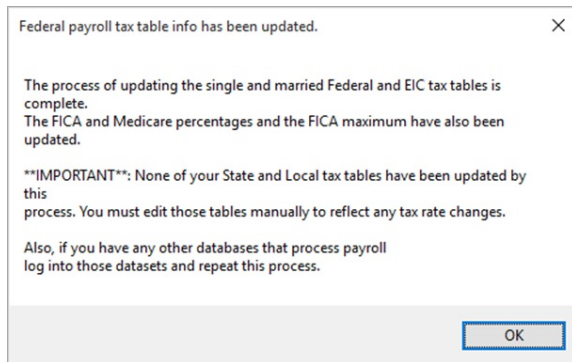 Federal payroll tax table info has been updated.
The process of updating the single and married Federal and EIC tax tables is
complete.
The FICA and Medicare percentages and the FICA maximum have also been
updated.
**IMPORTANT**: None of your State and Local tax tables have been updated by
this
process. You must edit those tables manually to reflect any tax rate changes.
Also, if you have any other databases that process payroll
log into those datasets and repeat this process.
OK